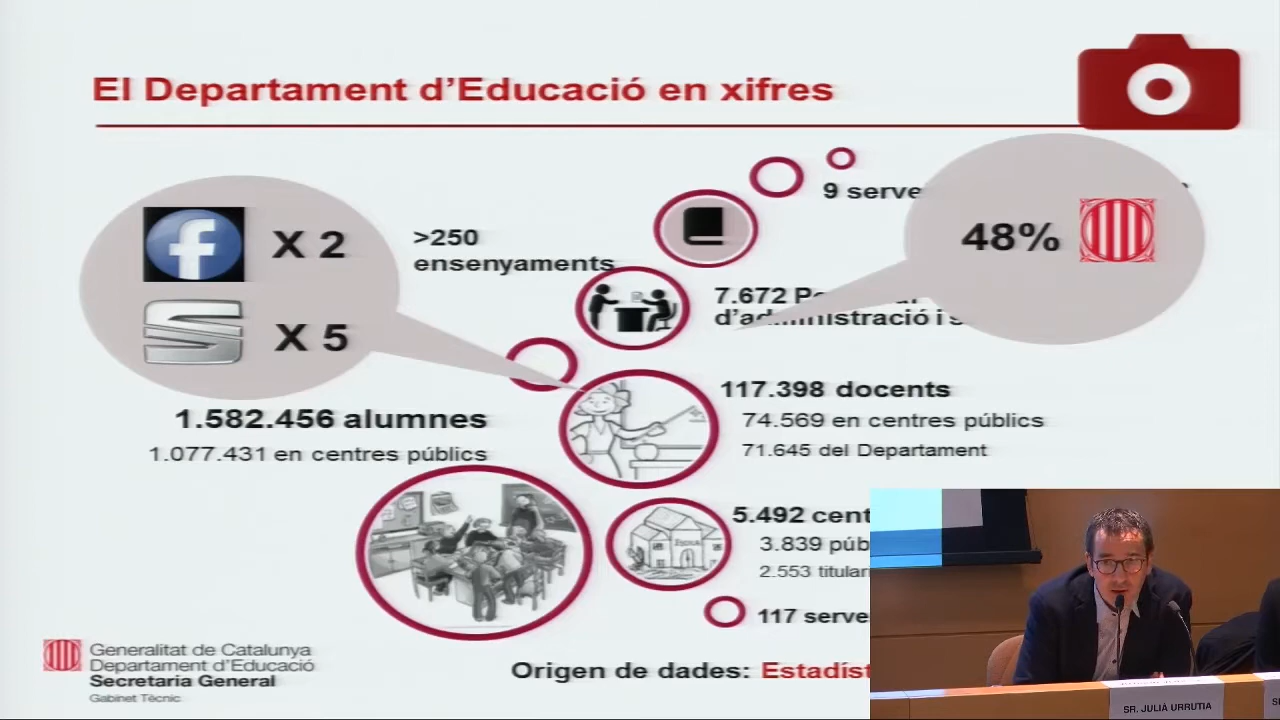 El Departament d'Educació en xifres
9 serve
X 2
48%
>250
ensenyaments
7.672
d'administració i s
X 5
117.398 docents
1.582.456 alumnes
74.569 en centres públics
1.077.431 en centres públics
71.645 del Departament
5.492 cent
3.839 púb
2.553 titulari
117 serve
Generalitat de Catalunya
Departament d'Educació
Secretaria General
Gabinet Tècnic
Origen de dades: Estadíst
SR. JULIÀ URRUTIA